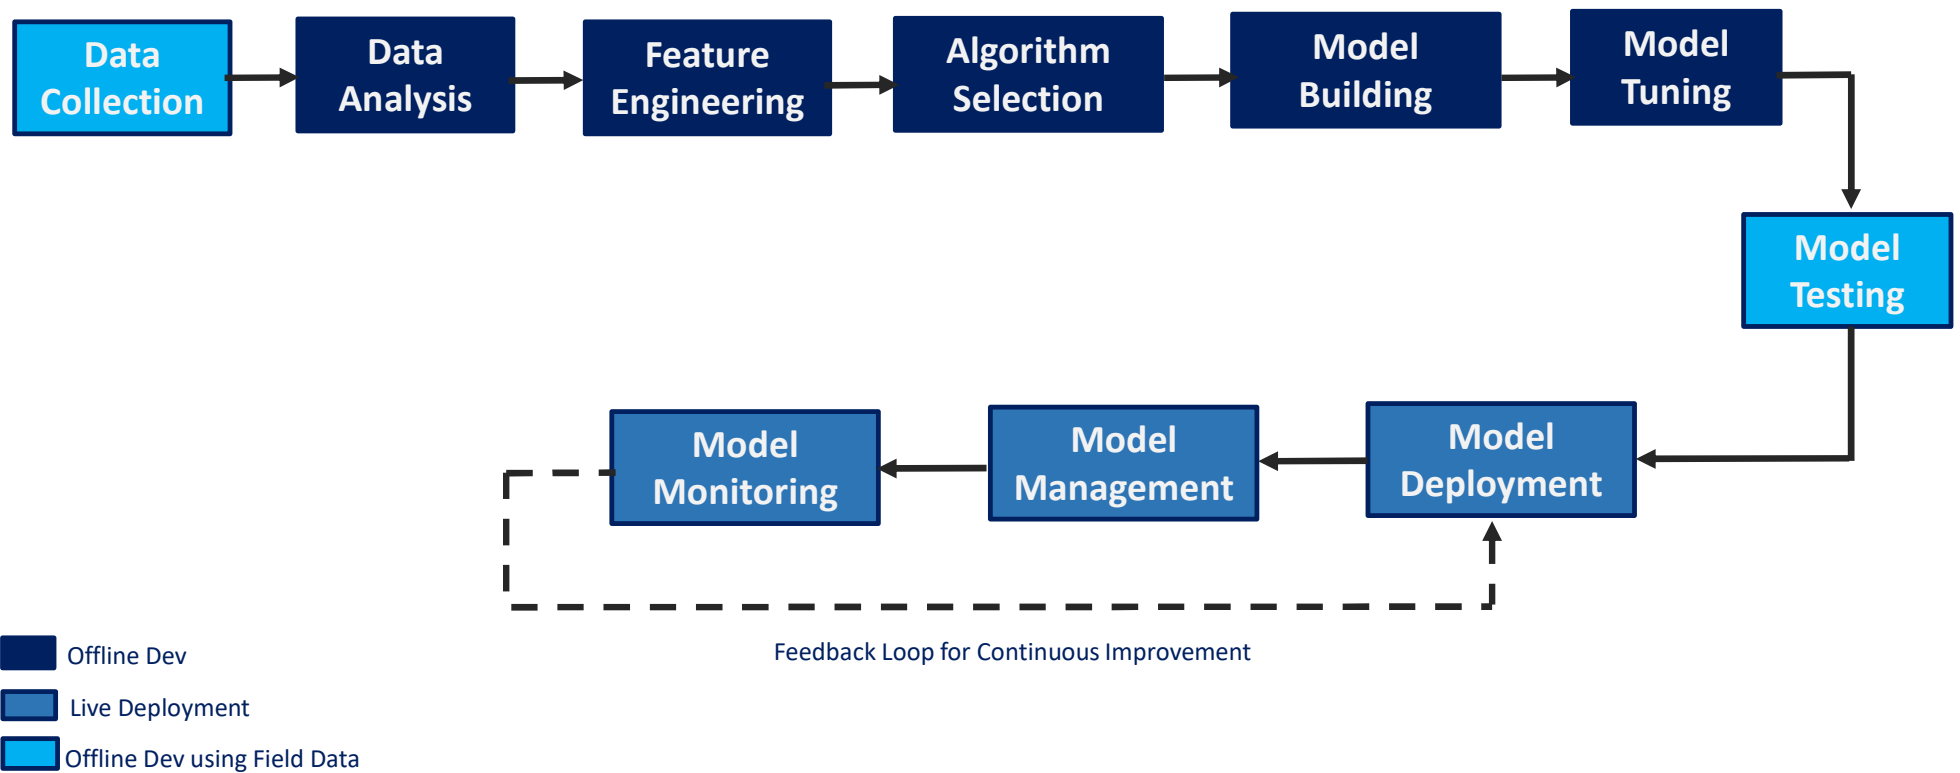 Data
Collection
Data
Analysis
Feature
Engineering
Algorithm
Selection
Model
Building
Model
Tuning
Model
Testing
Model
Monitoring
Model
Management
Model
Deployment
Feedback Loop for Continuous Improvement
Offline Dev
Live Deployment
Offline Dev using Field Data